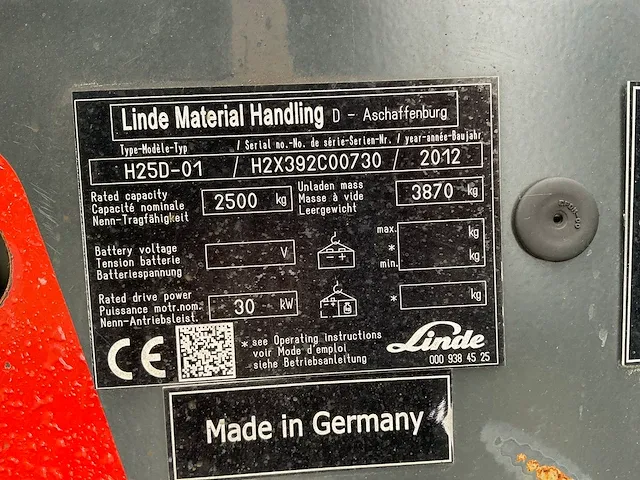 Linde Material Handling D - Aschaffenburg
Type-Modèle-Typ / Serial no.-No. de série-Serien-Nr. / year-année-Baujahr
H25D-01 / H2X392C00730 / 2012
Rated capacity
Capacité nominale
Nenn-Tragfähigkeit
2500 kg
Unladen mass
Masse à vide
Leergewicht
3870 kg
Battery voltage
Tension batterie
Batteriespannung
V
- +
max. kg
*
min. kg
Rated drive power
Puissance motr.nom.
Nenn-Antriebsleist.
30 kW
* kg
CE
*see Operating Instructions
voir Mode d'emploi
siehe Betriebsanleitung
Linde
000 938 45 25
Made in Germany